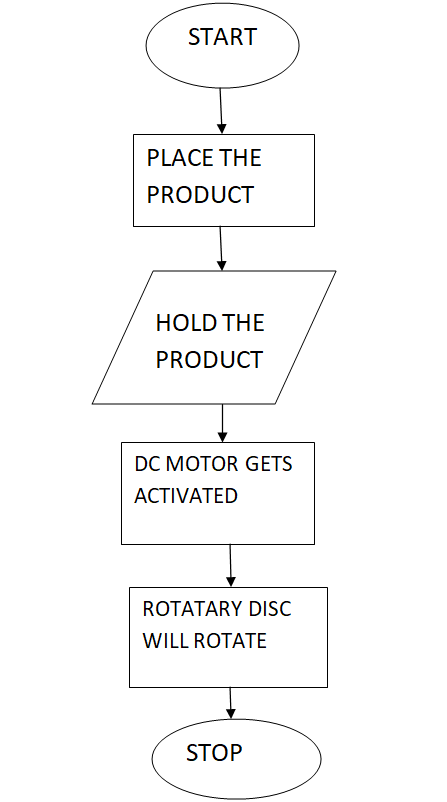 START
PLACE THE
PRODUCT
HOLD THE
PRODUCT
DC MOTOR GETS
ACTIVATED
ROTATARY DISC
WILL ROTATE
STOP